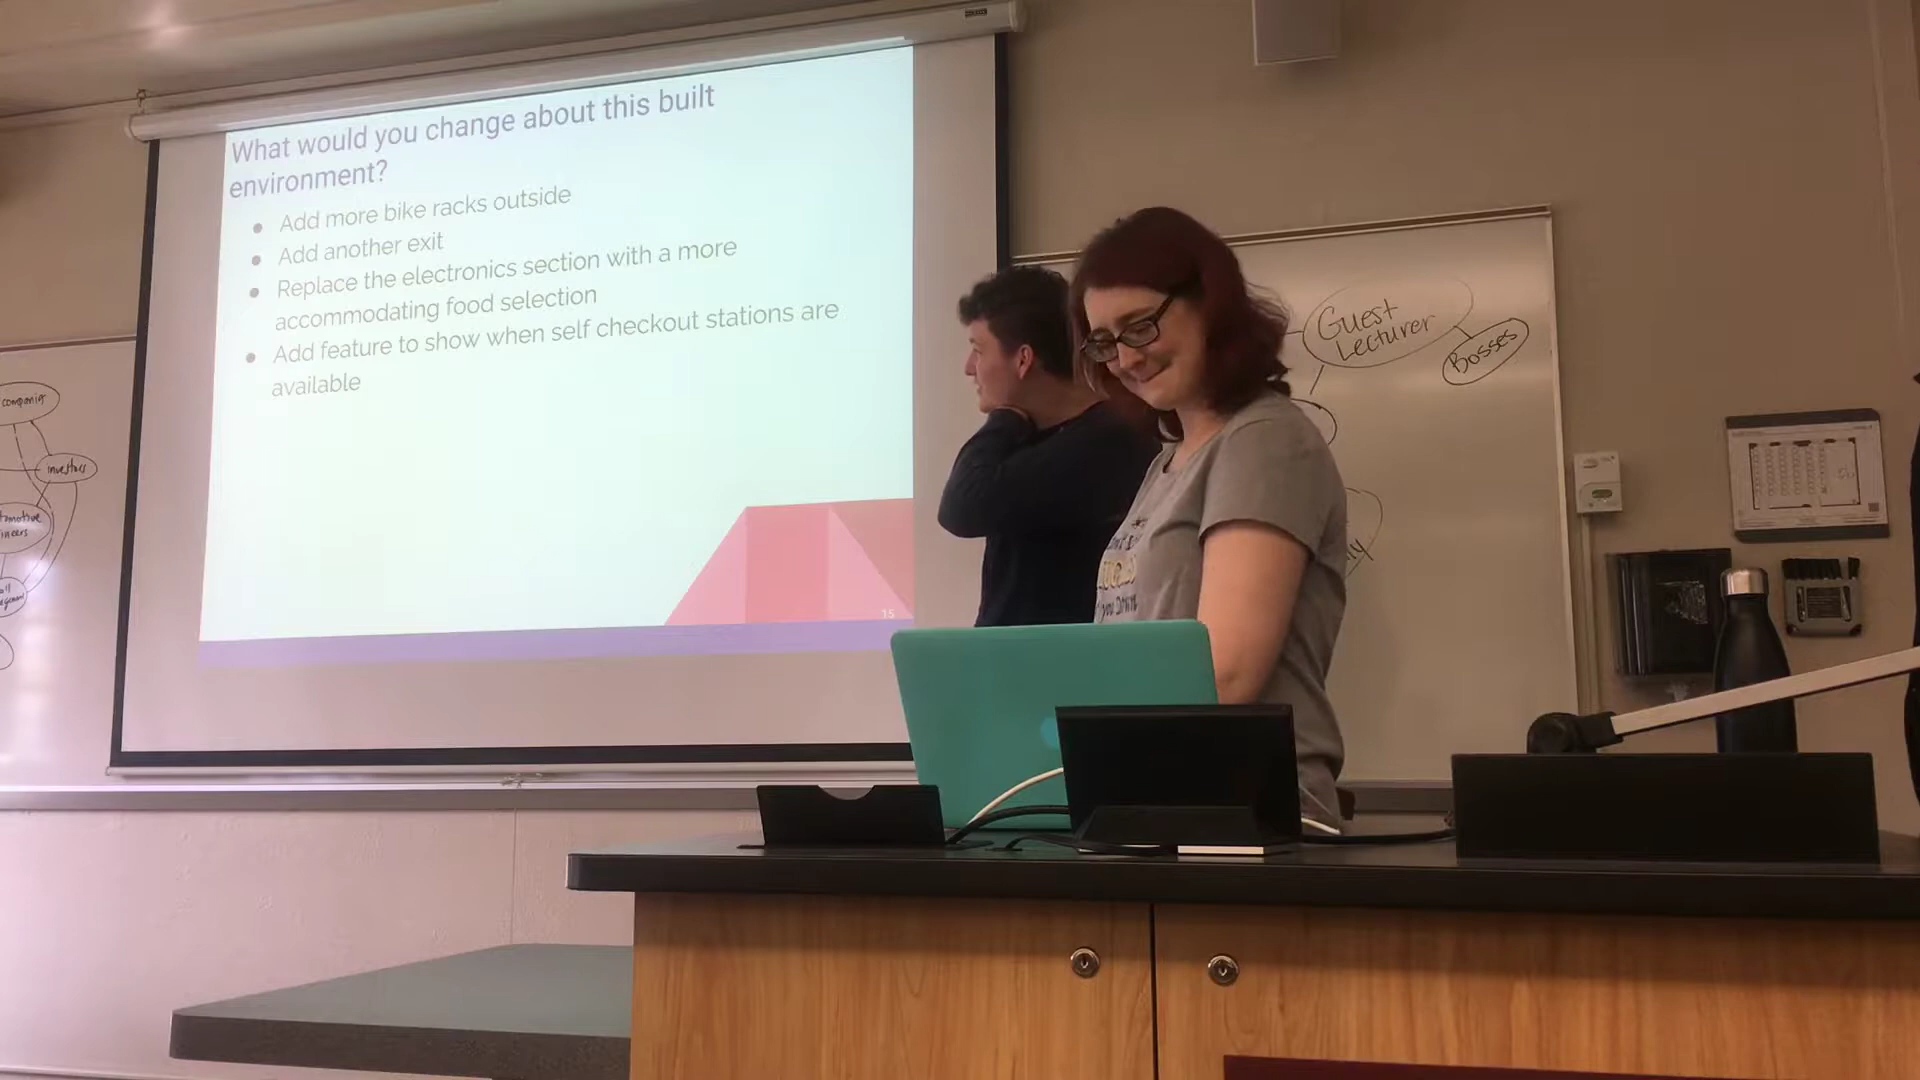 What would you change about this built
environment?
● Add more bike racks outside
● Add another exit
● Replace the electronics section with a more
accommodating food selection
● Add feature to show when self checkout stations are
available
15
companies
investors
Guest
Lecturer
Bosses